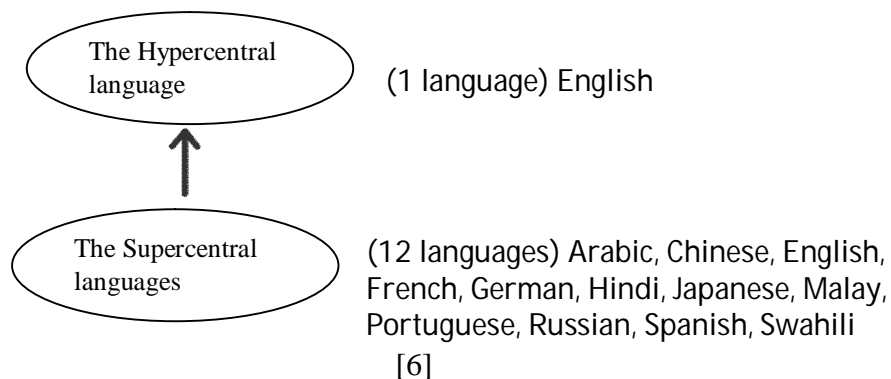 The Hypercentral
language
(1 language) English
The Supercentral
languages
(12 languages) Arabic, Chinese, English,
French, German, Hindi, Japanese, Malay,
Portuguese, Russian, Spanish, Swahili
[6]